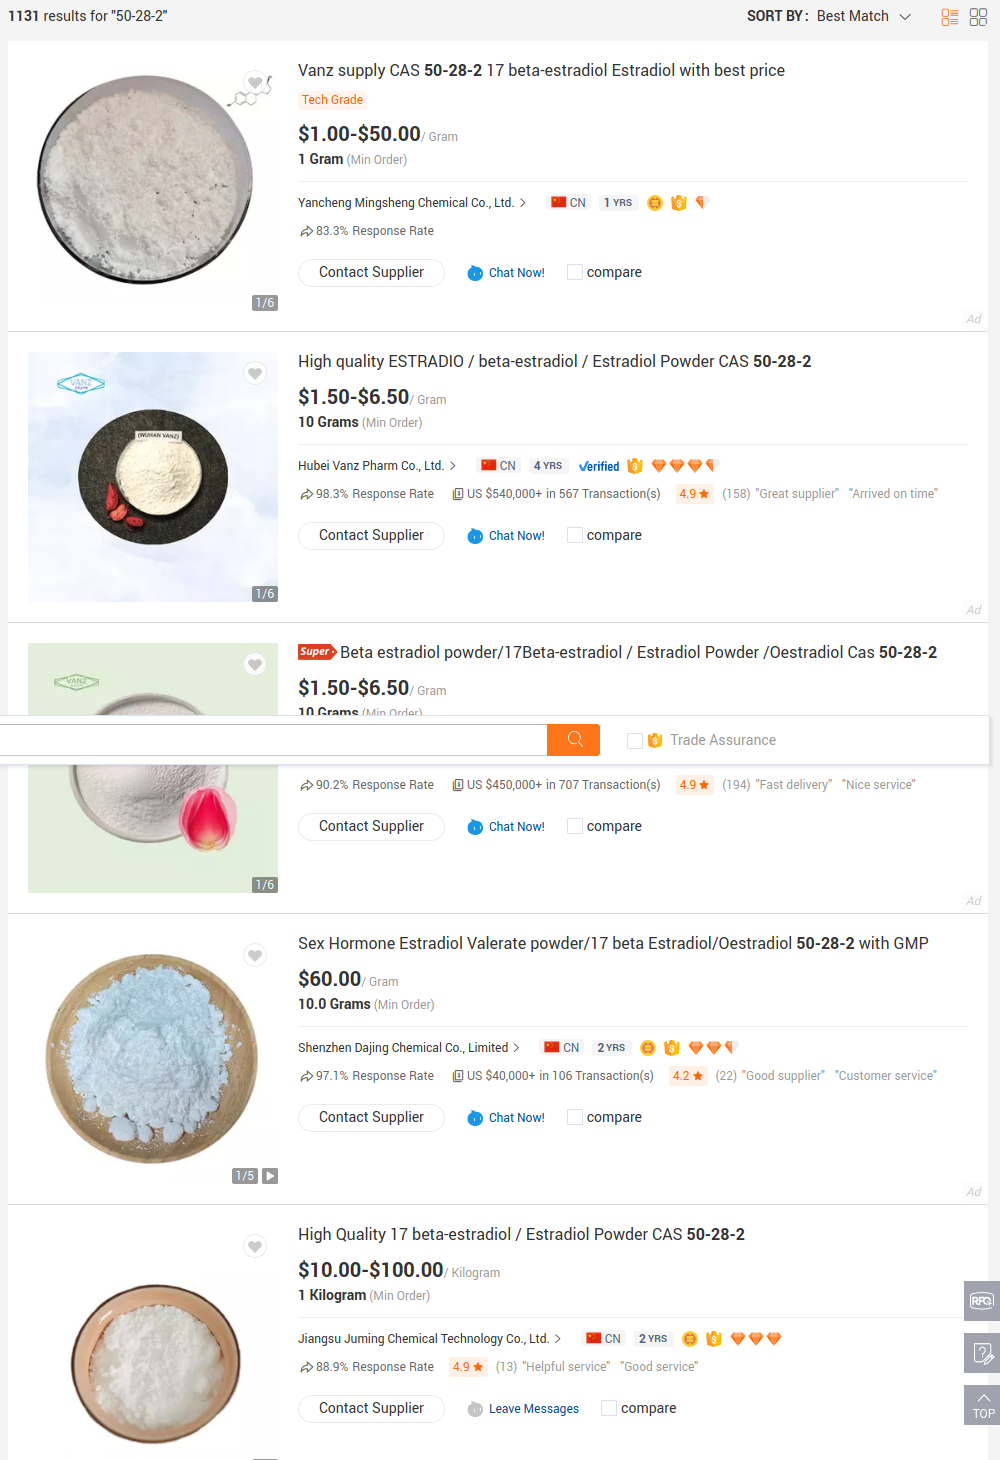 1131 results for "50-28-2"
SORT BY : Best Match
Vanz supply CAS 50-28-2 17 beta-estradiol Estradiol with best price
Tech Grade
$1.00-$50.00/ Gram
1 Gram (Min Order)
Yancheng Mingsheng Chemical Co., Ltd. > CN 1 YRS
83.3% Response Rate
Contact Supplier Chat Now! compare
1/6
Ad
High quality ESTRADIO / beta-estradiol / Estradiol Powder CAS 50-28-2
VANZ
(WUHAN VANZ)
$1.50-$6.50/ Gram
10 Grams (Min Order)
Hubei Vanz Pharm Co., Ltd. > CN 4 YRS Verified
98.3% Response Rate US $540,000+ in 567 Transaction(s) 4.9 ★ (158) "Great supplier" "Arrived on time"
Contact Supplier Chat Now! compare
1/6
Ad
Super Beta estradiol powder/17Beta-estradiol / Estradiol Powder /Oestradiol Cas 50-28-2
VANZ
$1.50-$6.50/ Gram
10 Grams (Min Order)
Trade Assurance
90.2% Response Rate US $450,000+ in 707 Transaction(s) 4.9 ★ (194) "Fast delivery" "Nice service"
Contact Supplier Chat Now! compare
1/6
Ad
Sex Hormone Estradiol Valerate powder/17 beta Estradiol/Oestradiol 50-28-2 with GMP
$60.00/ Gram
10.0 Grams (Min Order)
Shenzhen Dajing Chemical Co., Limited > CN 2 YRS
97.1% Response Rate US $40,000+ in 106 Transaction(s) 4.2 ★ (22) "Good supplier" "Customer service"
Contact Supplier Chat Now! compare
1/5
Ad
High Quality 17 beta-estradiol / Estradiol Powder CAS 50-28-2
$10.00-$100.00/ Kilogram
1 Kilogram (Min Order)
RFQ
Jiangsu Juming Chemical Technology Co., Ltd. > CN 2 YRS
88.9% Response Rate 4.9 ★ (13) "Helpful service" "Good service"
Contact Supplier Leave Messages compare
TOP